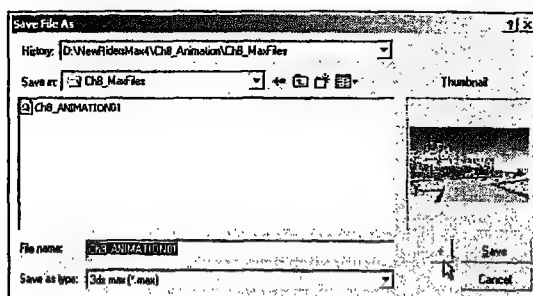 Save File As
History: D:\NewRidersMax4\Ch8_Animation\Ch8_MaxFiles
Save in: Ch8_MaxFiles
Thumbnail
Ch8_ANIMATION01
File name: Ch8_ANIMATION01
+
Save
Save as type: 3ds max (*.max)
Cancel